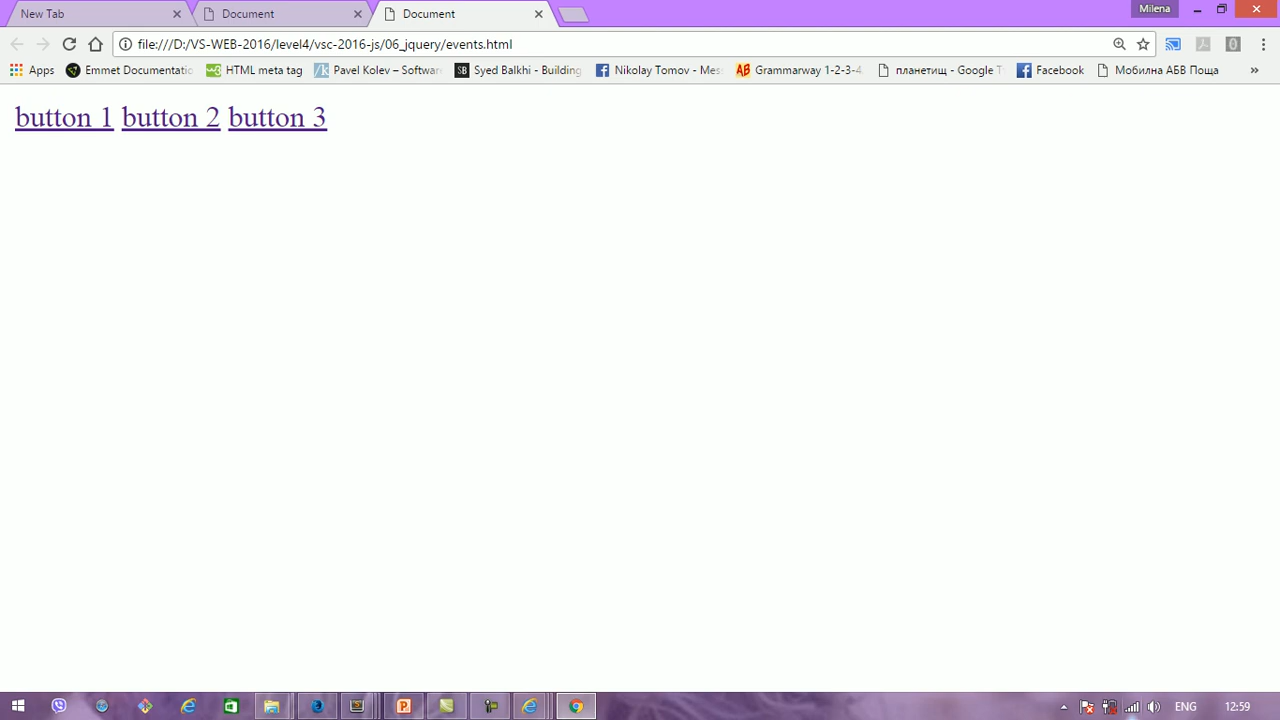 New Tab Document Document Milena
file:///D:/VS-WEB-2016/level4/vsc-2016-js/06_jquery/events.html
Apps Emmet Documentatio HTML meta tag Pavel Kolev – Softwar Syed Balkhi - Building Nikolay Tomov - Mes Grammarway 1-2-3-4 планетищ - Google T Facebook Мобилна АБВ Поща »
button 1 button 2 button 3
ENG 12:59